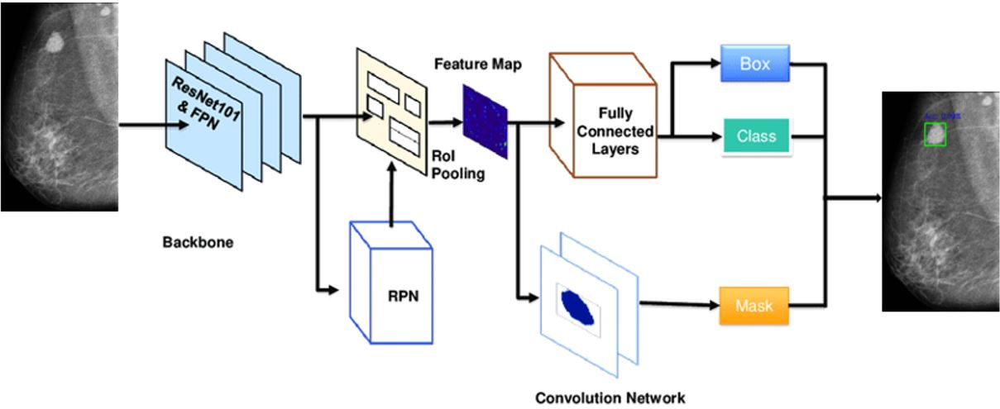 ResNet101
& FPN
Backbone
RoI
Pooling
RPN
Feature Map
Fully
Connected
Layers
Convolution Network
Box
Class
Mask